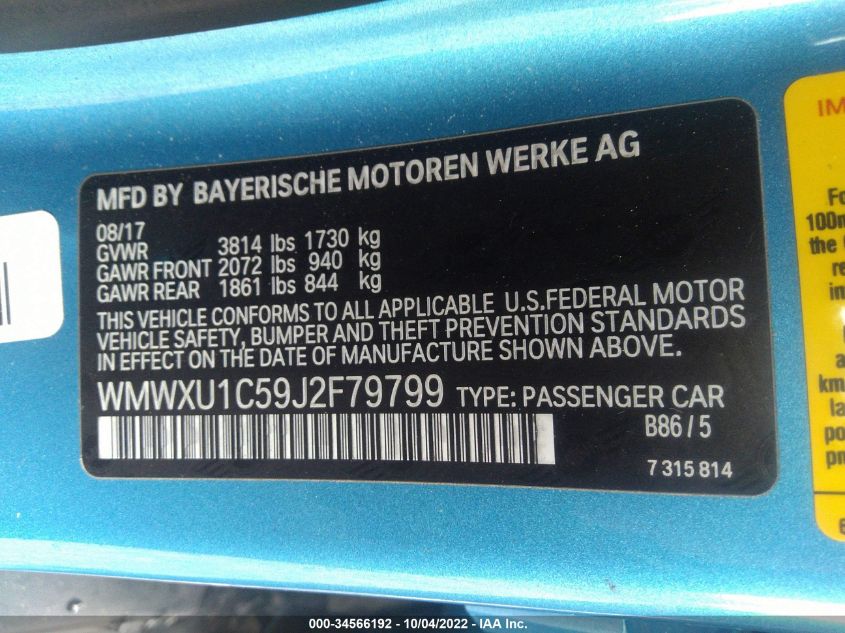 MFD BY BAYERISCHE MOTOREN WERKE AG
08/17
GVWR 3814 lbs 1730 kg
GAWR FRONT 2072 lbs 940 kg
GAWR REAR 1861 lbs 844 kg
THIS VEHICLE CONFORMS TO ALL APPLICABLE U.S.FEDERAL MOTOR
VEHICLE SAFETY, BUMPER AND THEFT PREVENTION STANDARDS
IN EFFECT ON THE DATE OF MANUFACTURE SHOWN ABOVE.
WMWXU1C59J2F79799 TYPE: PASSENGER CAR
B86/5
7 315 814
100m
the
000-34566192 - 10/04/2022 - IAA Inc.